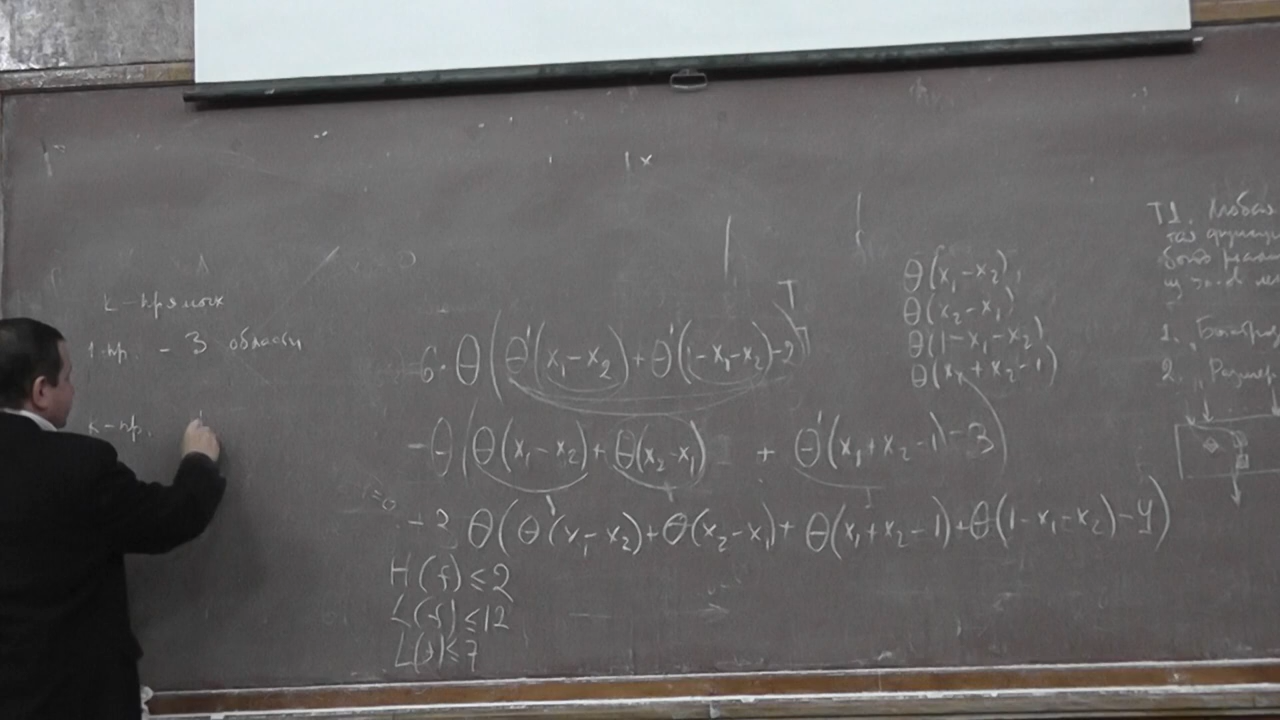 k-прямых
1 пр. - 3 области
k-пр.
-6·θ(θ'(x₁-x₂)+θ'(1-x₁-x₂)-2)
-θ(θ(x₁-x₂)+θ(x₂-x₁) + θ'(x₁+x₂-1)-3)
+3 θ(θ'(x₁-x₂)+θ(x₂-x₁)+θ(x₁+x₂-1)+θ(1-x₁-x₂)-4)
H(f)≤2
L(f)≤12
L(f)≤7
T
θ(x₁-x₂),
θ(x₂-x₁)
θ(1-x₁-x₂)
θ(x₁+x₂-1)
T1. Любая
1.
2.